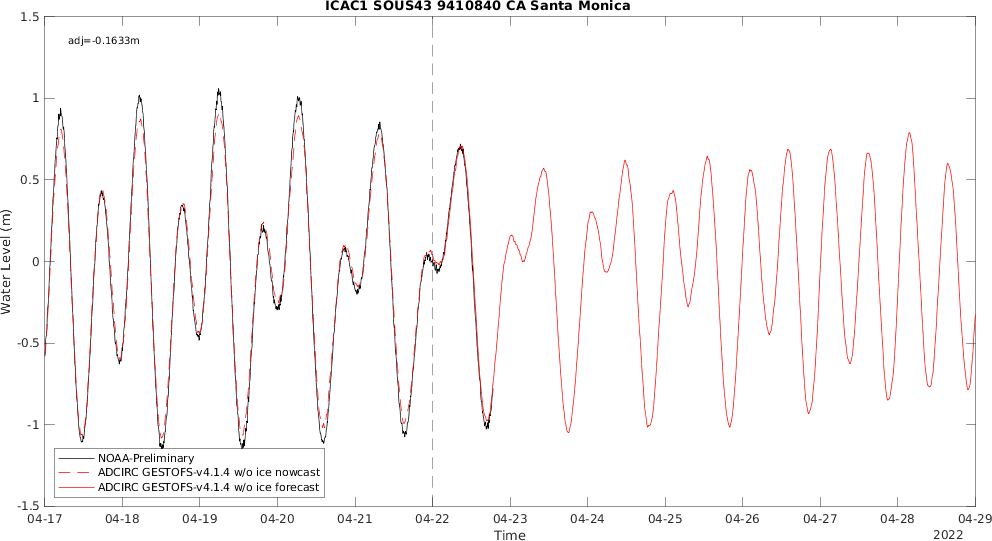 ICAC1 SOUS43 9410840 CA Santa Monica
adj=-0.1633m
1.5
1
0.5
0
-0.5
-1
-1.5
Water Level (m)
NOAA-Preliminary
ADCIRC GESTOFS-v4.1.4 w/o ice nowcast
ADCIRC GESTOFS-v4.1.4 w/o ice forecast
04-17 04-18 04-19 04-20 04-21 04-22 04-23 04-24 04-25 04-26 04-27 04-28 04-29
Time
2022